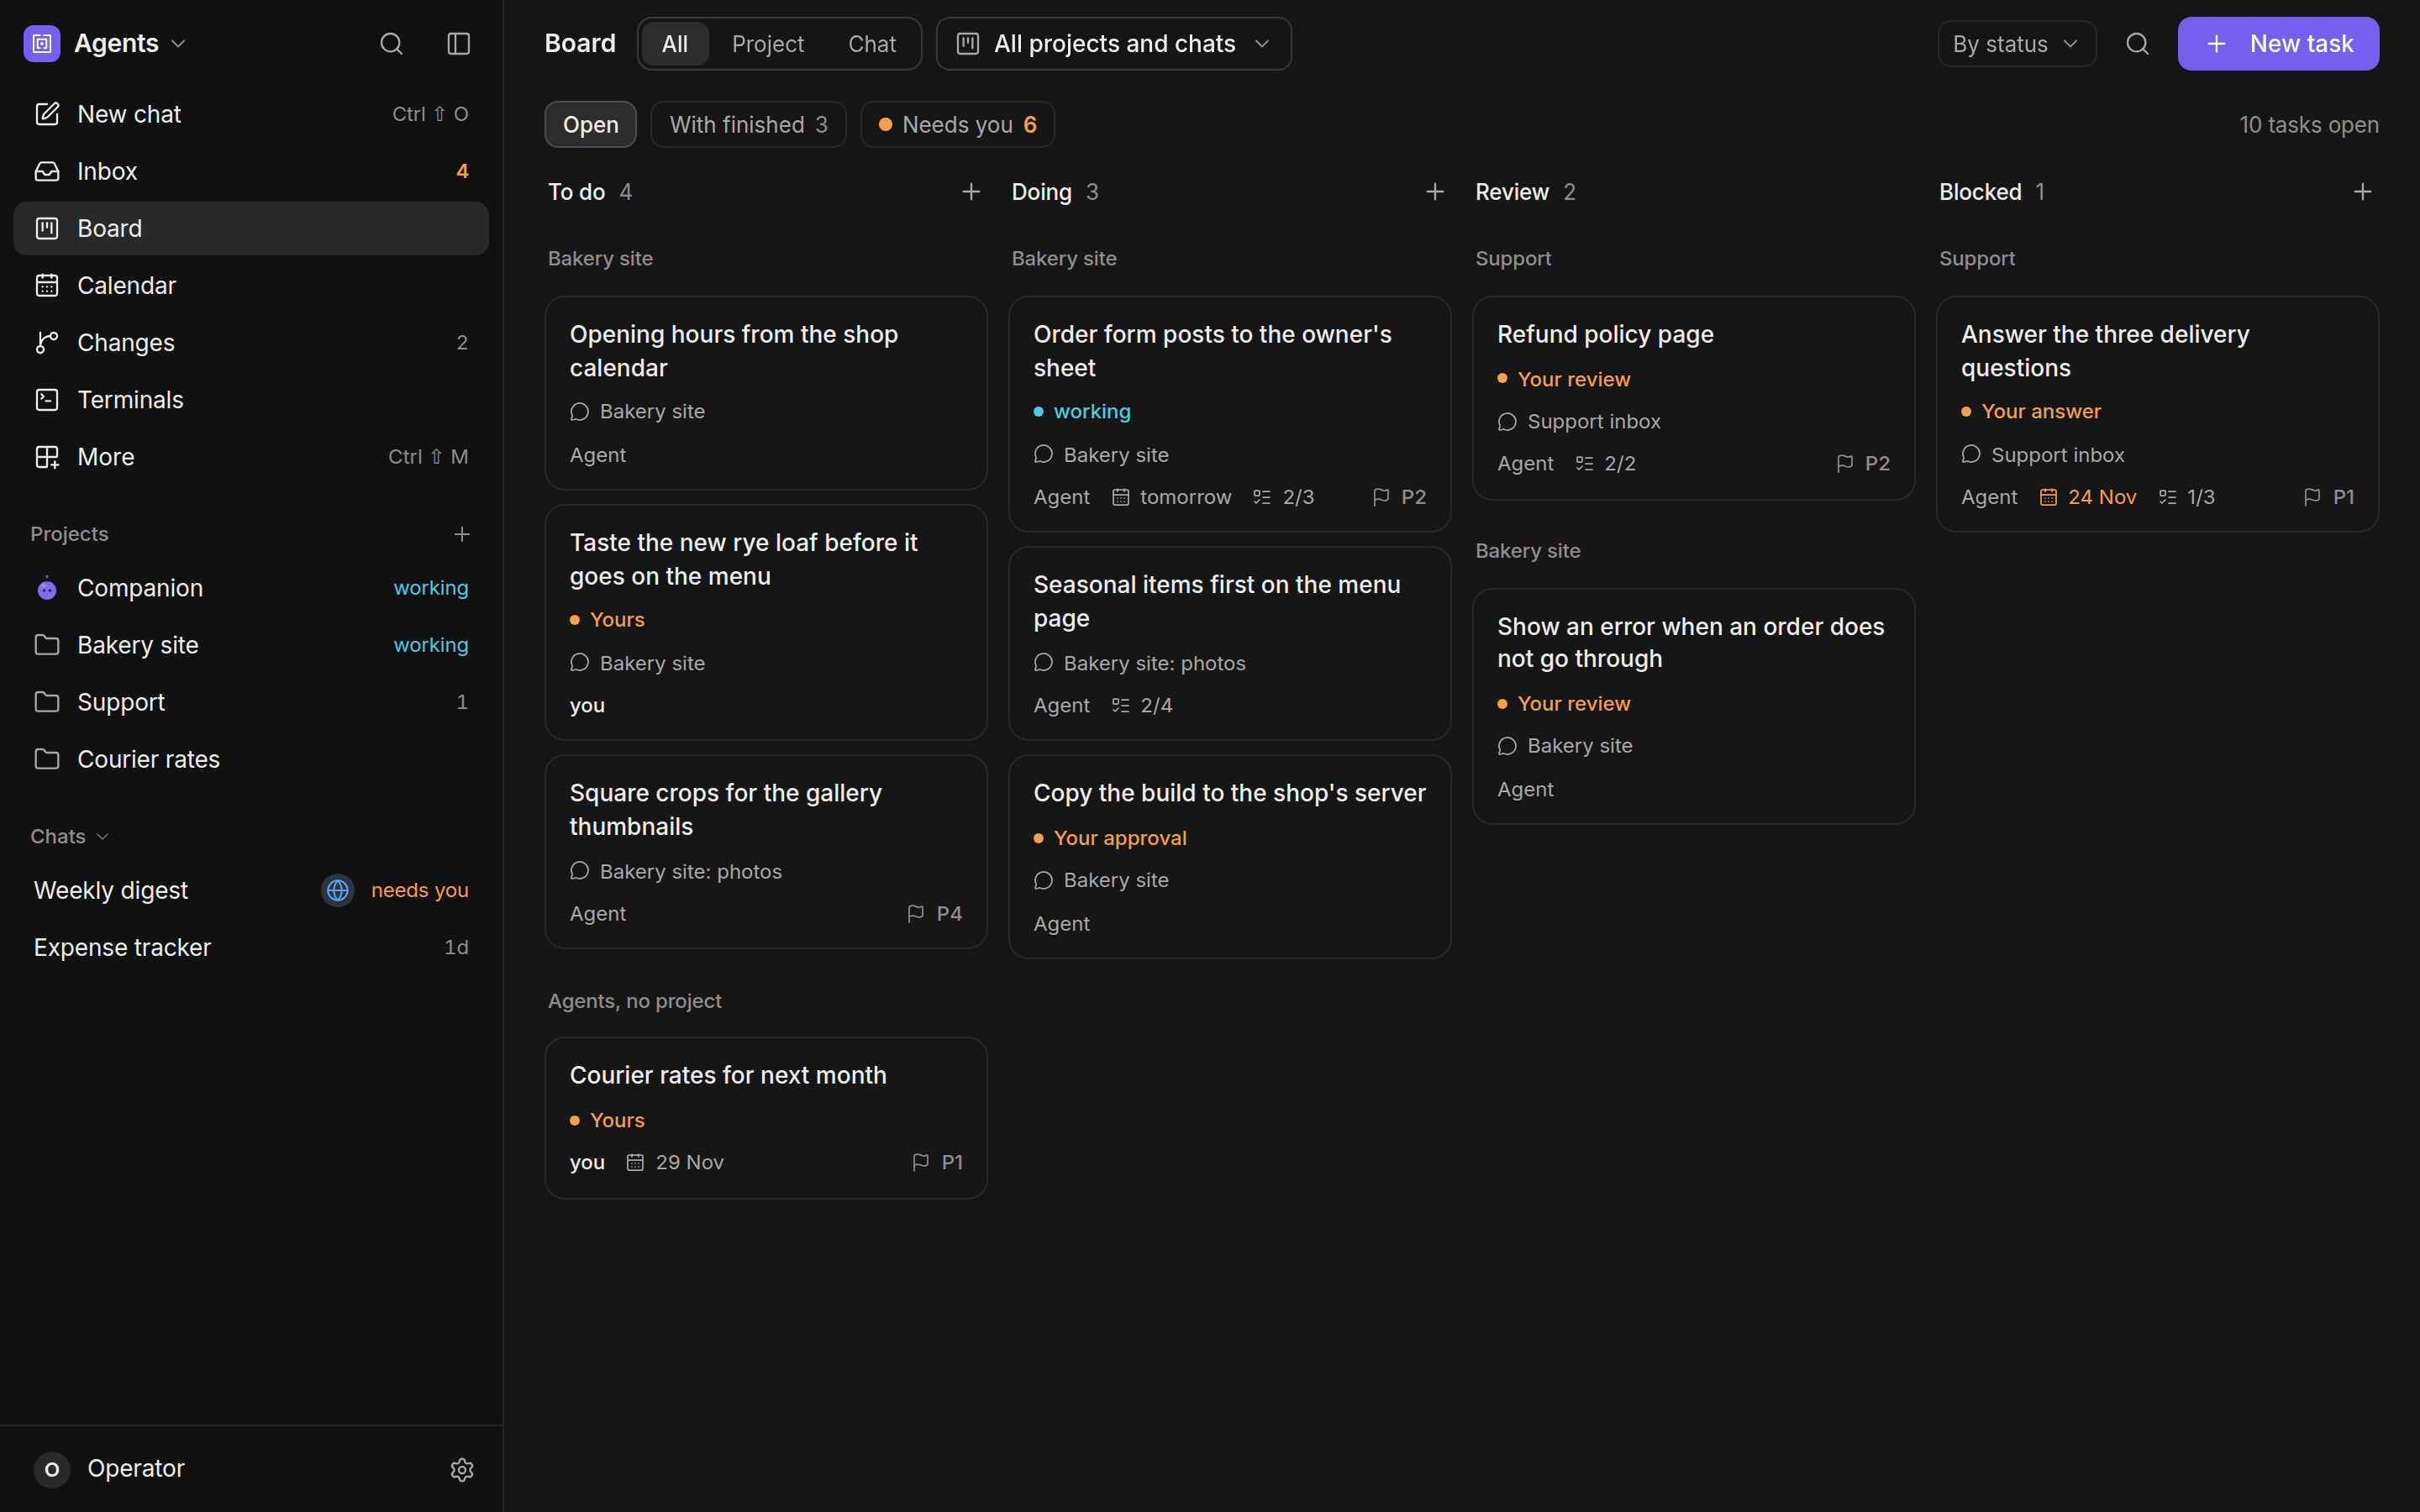 Agents
New chat
Ctrl ⇧ O
Inbox
4
Board
Calendar
Changes
2
Terminals
More
Ctrl ⇧ M
Projects
Companion
working
Bakery site
working
Support
1
Courier rates
Chats
Weekly digest
needs you
Expense tracker
1d
O
Operator
Board
All
Project
Chat
All projects and chats
By status
New task
Open
With finished 3
Needs you 6
10 tasks open
To do 4
Bakery site
Opening hours from the shop
calendar
Bakery site
Agent
Taste the new rye loaf before it
goes on the menu
Yours
Bakery site
you
Square crops for the gallery
thumbnails
Bakery site: photos
Agent
P4
Agents, no project
Courier rates for next month
Yours
you
29 Nov
P1
Doing 3
Bakery site
Order form posts to the owner's
sheet
working
Bakery site
Agent
tomorrow
2/3
P2
Seasonal items first on the menu
page
Bakery site: photos
Agent
2/4
Copy the build to the shop's server
Your approval
Bakery site
Agent
Review 2
Support
Refund policy page
Your review
Support inbox
Agent
2/2
P2
Bakery site
Show an error when an order does
not go through
Your review
Bakery site
Agent
Blocked 1
Support
Answer the three delivery
questions
Your answer
Support inbox
Agent
24 Nov
1/3
P1